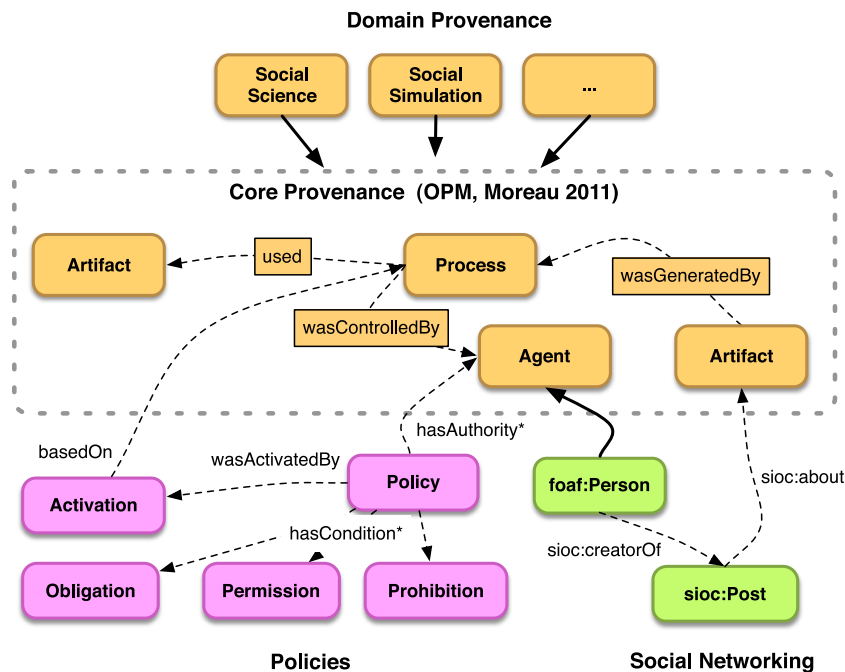 Domain Provenance
Social
Science
Social
Simulation
...
Core Provenance (OPM, Moreau 2011)
Artifact
used
Process
wasGeneratedBy
wasControlledBy
Agent
Artifact
basedOn
hasAuthority*
wasActivatedBy
Activation
Policy
foaf:Person
sioc:about
hasCondition*
sioc:creatorOf
Obligation
Permission
Prohibition
sioc:Post
Policies
Social Networking